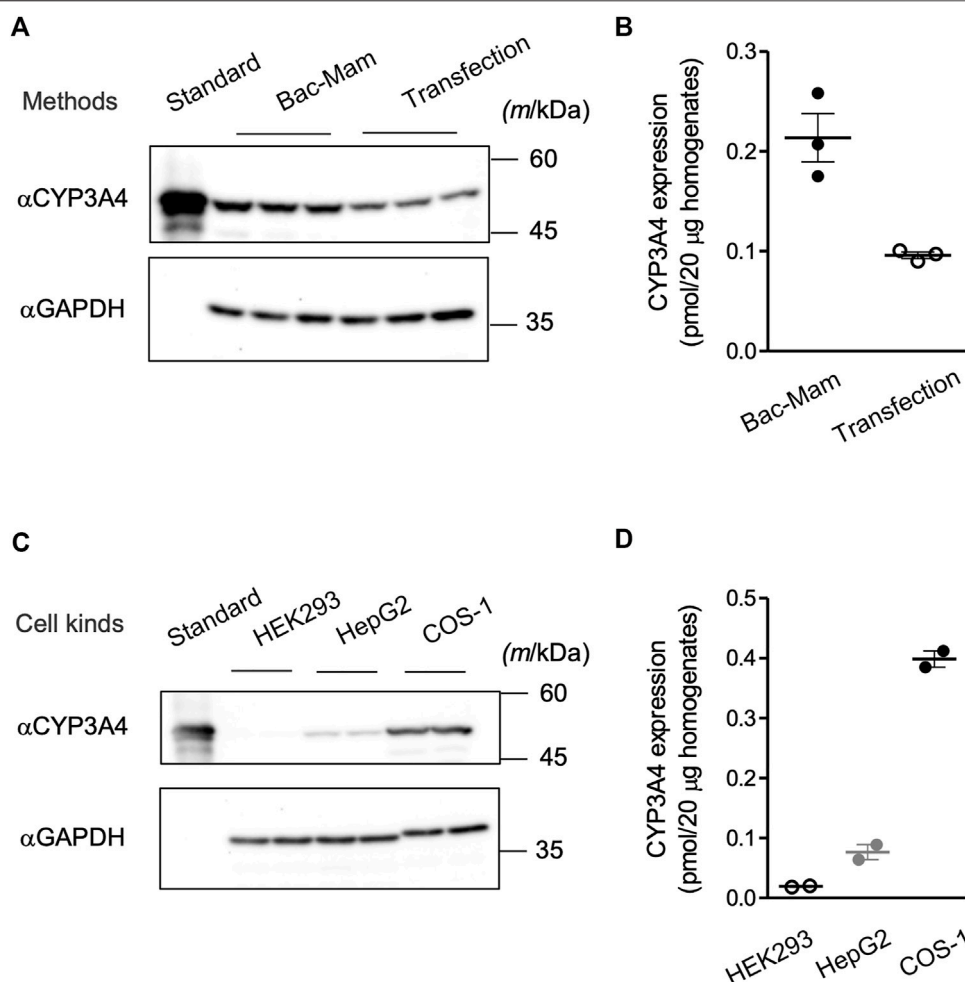 A
Methods
Standard
Bac-Mam
Transfection
(m/kDa)
αCYP3A4
60
45
αGAPDH
35
B
CYP3A4 expression
(pmol/20 μg homogenates)
0.3
0.2
0.1
0.0
Bac-Mam
Transfection
C
Cell kinds
Standard
HEK293
HepG2
COS-1
(m/kDa)
αCYP3A4
60
45
αGAPDH
35
D
CYP3A4 expression
(pmol/20 μg homogenates)
0.5
0.4
0.3
0.2
0.1
0.0
HEK293
HepG2
COS-1